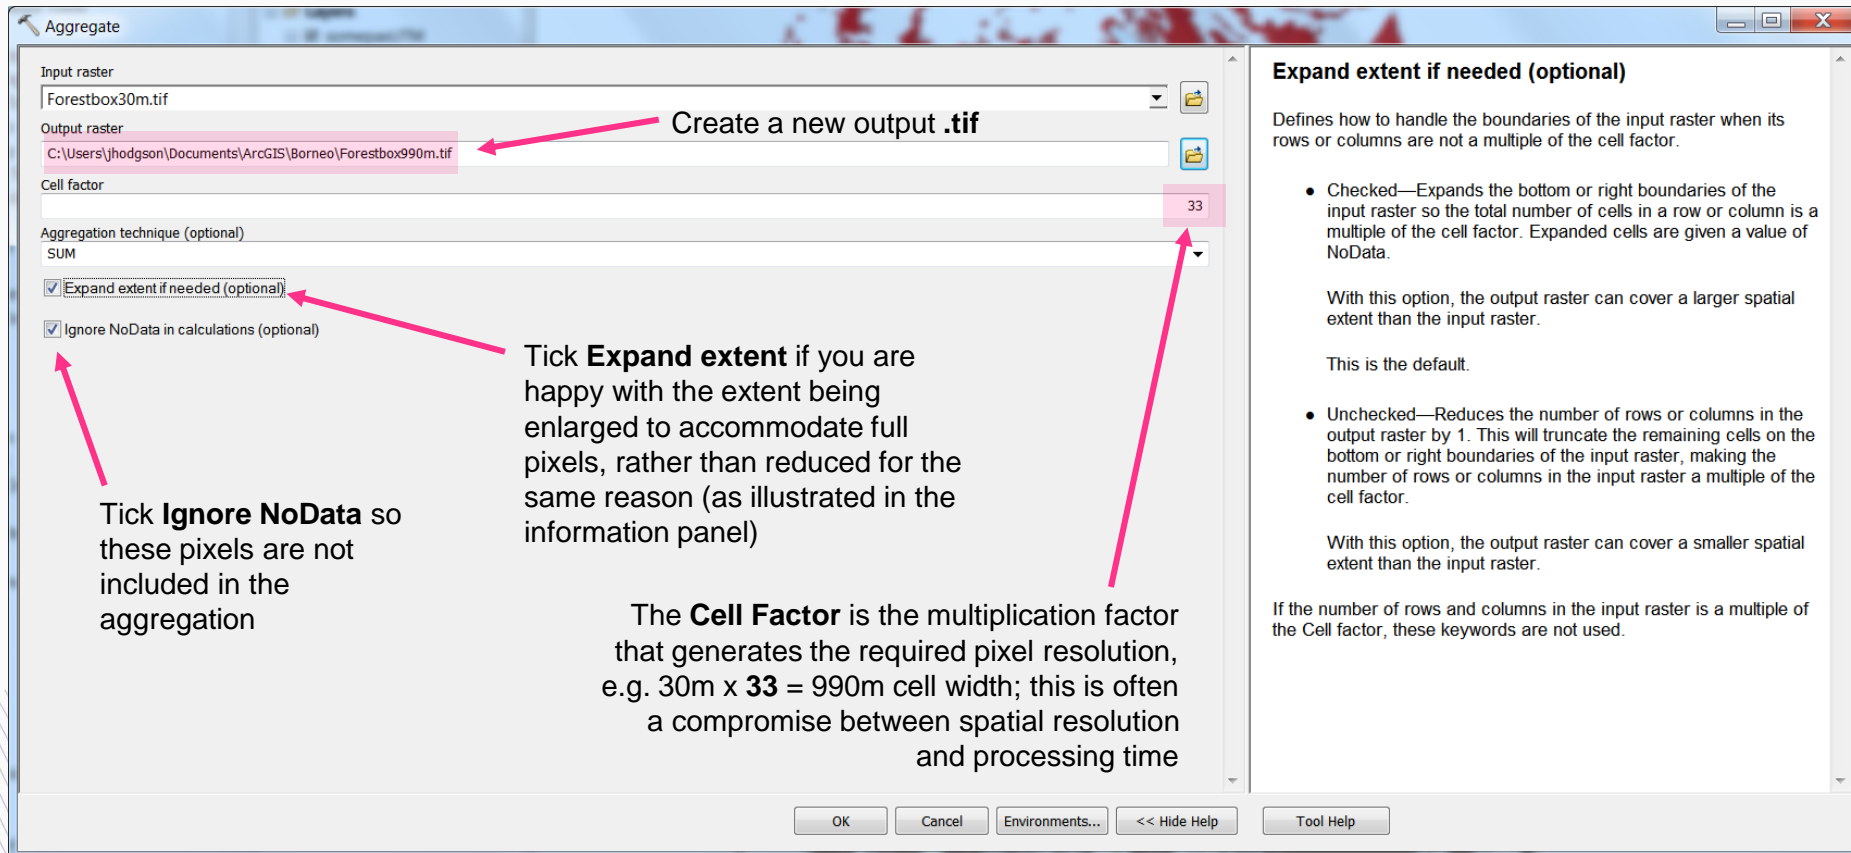 Layers
Aggregate
Input raster
Forestbox30m.tif
Output raster
C:\Users\jhodgson\Documents\ArcGIS\Borneo\Forestbox990m.tif
Create a new output .tif
Cell factor
33
Aggregation technique (optional)
SUM
Expand extent if needed (optional)
Ignore NoData in calculations (optional)
Tick Expand extent if you are
happy with the extent being
enlarged to accommodate full
pixels, rather than reduced for the
same reason (as illustrated in the
information panel)
Tick Ignore NoData so
these pixels are not
included in the
aggregation
The Cell Factor is the multiplication factor
that generates the required pixel resolution,
e.g. 30m x 33 = 990m cell width; this is often
a compromise between spatial resolution
and processing time
Expand extent if needed (optional)
Defines how to handle the boundaries of the input raster when its
rows or columns are not a multiple of the cell factor.
● Checked—Expands the bottom or right boundaries of the
input raster so the total number of cells in a row or column is a
multiple of the cell factor. Expanded cells are given a value of
NoData.
With this option, the output raster can cover a larger spatial
extent than the input raster.
This is the default.
● Unchecked—Reduces the number of rows or columns in the
output raster by 1. This will truncate the remaining cells on the
bottom or right boundaries of the input raster, making the
number of rows or columns in the input raster a multiple of the
cell factor.
With this option, the output raster can cover a smaller spatial
extent than the input raster.
If the number of rows and columns in the input raster is a multiple of
the Cell factor, these keywords are not used.
OK
Cancel
Environments...
<< Hide Help
Tool Help